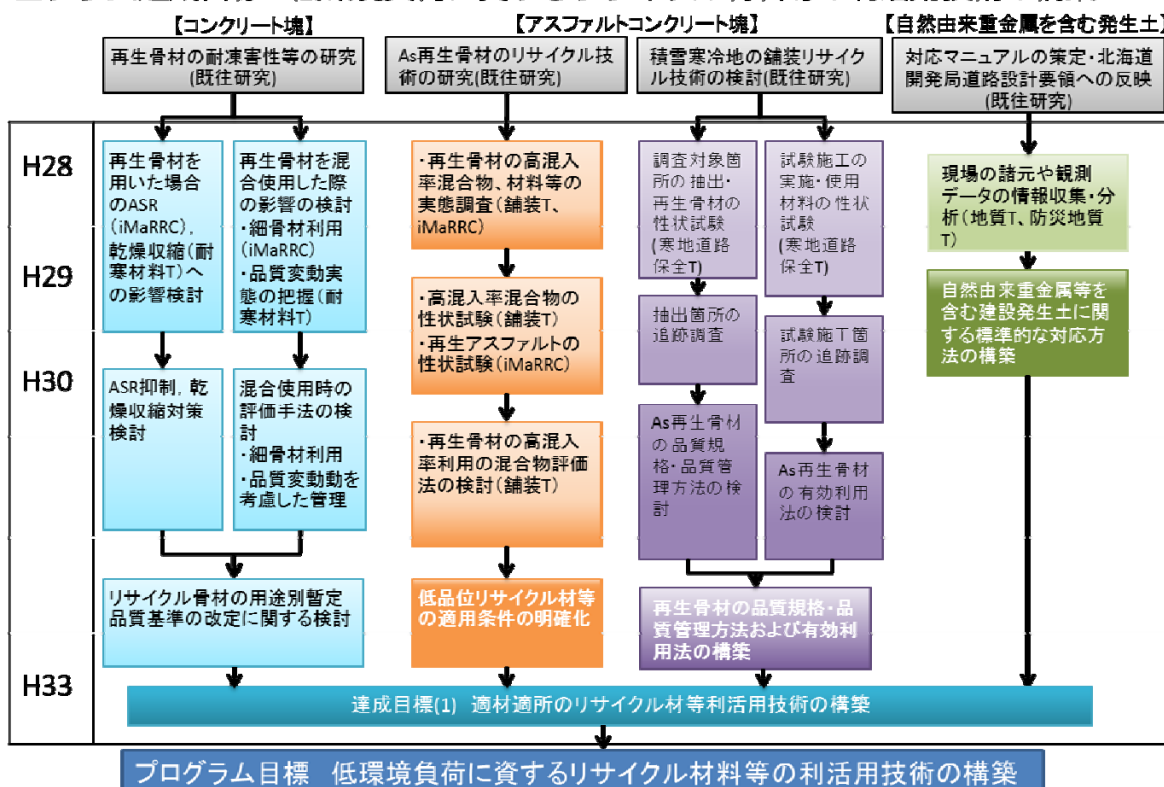 【コンクリート塊】
【アスファルトコンクリート塊】
【自然由来重金属を含む発生土】
再生骨材の耐凍害性等の研究
(既往研究)
As再生骨材のリサイクル技
術の研究(既往研究)
積雪寒冷地の舗装リサイク
ル技術の検討(既往研究)
対応マニュアルの策定・北海道
開発局道路設計要領への反映
(既往研究)
H28
H29
H30
H33
再生骨材を
用いた場合
のASR
(iMaRRC),
乾燥収縮(耐
寒材料T)へ
の影響検討
再生骨材を混
合使用した際
の影響の検討
・細骨材利用
(iMaRRC)
・品質変動実
態の把握(耐
寒材料T)
ASR抑制, 乾
燥収縮対策
検討
混合使用時の
評価手法の検
討
・細骨材利用
・品質変動動を
考慮した管理
リサイクル骨材の用途別暫定
品質基準の改定に関する検討
・再生骨材の高混入
率混合物、材料等の
実態調査(舗装T、
iMaRRC)
・高混入率混合物の
性状試験(舗装T)
・再生アスファルトの
性状試験(iMaRRC)
・再生骨材の高混入
率利用の混合物評価
法の検討(舗装T)
低品位リサイクル材等
の適用条件の明確化
調査対象箇
所の抽出・
再生骨材の
性状試験
(寒地道路
保全T)
抽出箇所の
追跡調査
As再生骨材
の品質規
格・品質管
理方法の検
討
試験施工の
実施・使用
材料の性状
試験
(寒地道路
保全T)
試験施工箇
所の追跡調
査
As再生骨材
の有効利用
法の検討
再生骨材の品質規格・品
質管理方法および有効利
用法の構築
現場の諸元や観測
データの情報収集・分
析(地質T、防災地質
T)
自然由来重金属等を
含む建設発生土に関
する標準的な対応方
法の構築
達成目標(1) 適材適所のリサイクル材等利活用技術の構築
プログラム目標 低環境負荷に資するリサイクル材料等の利活用技術の構築